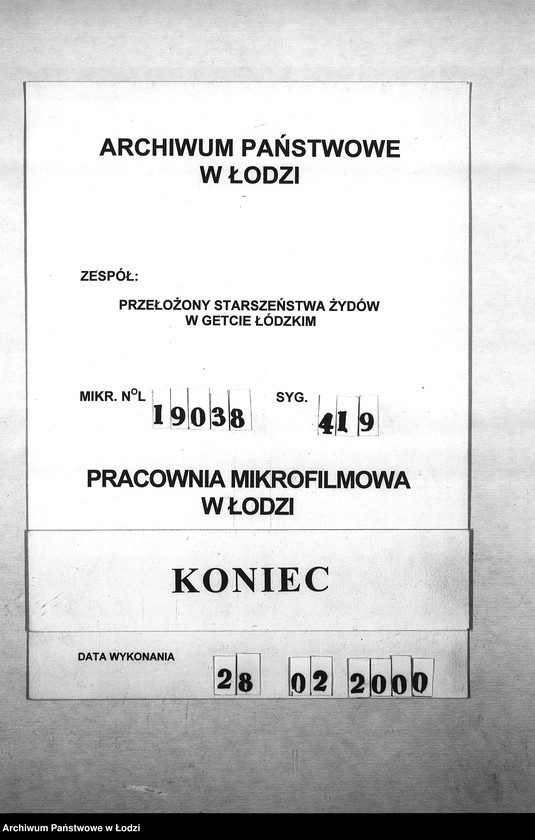 ARCHIWUM PAŃSTWOWE
W ŁODZI
ZESPÓŁ:
PRZEŁOŻONY STARSZEŃSTWA ŻYDÓW
W GETCIE ŁÓDZKIM
MIKR. NOL 19038 SYG. 419
PRACOWNIA MIKROFILMOWA
W ŁODZI
KONIEC
DATA WYKONANIA 28 02 2000
Archiwum Państwowe w Łodzi